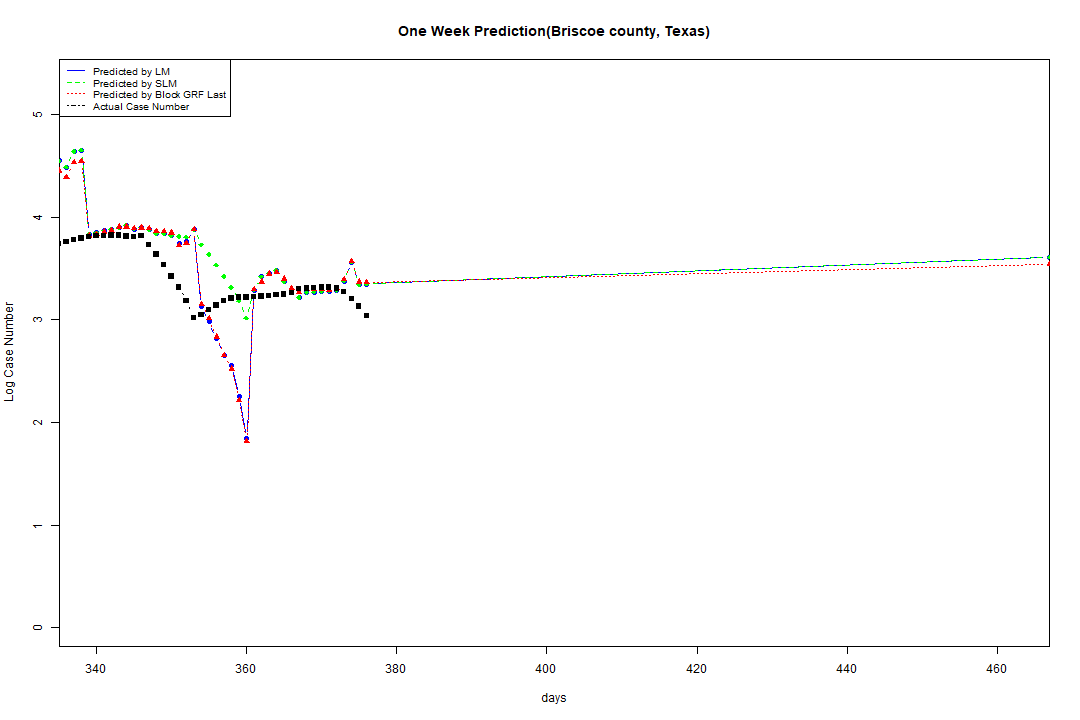 One Week Prediction(Briscoe county, Texas)
Predicted by LM
Predicted by SLM
Predicted by Block GRF Last
Actual Case Number
5
4
3
2
1
0
Log Case Number
340 360 380 400 420 440 460
days